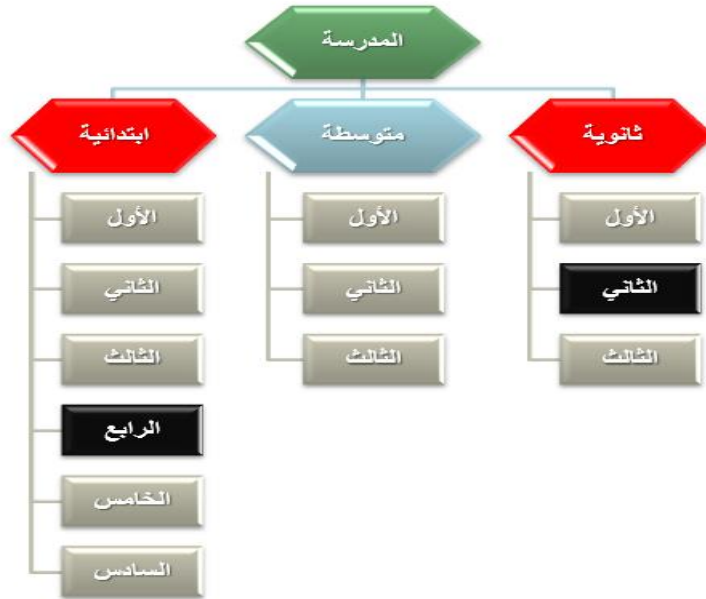 المدرسة
ثانوية
متوسطة
ابتدائية
الأول
الثاني
الثالث
الأول
الثاني
الثالث
الأول
الثاني
الثالث
الرابع
الخامس
السادس